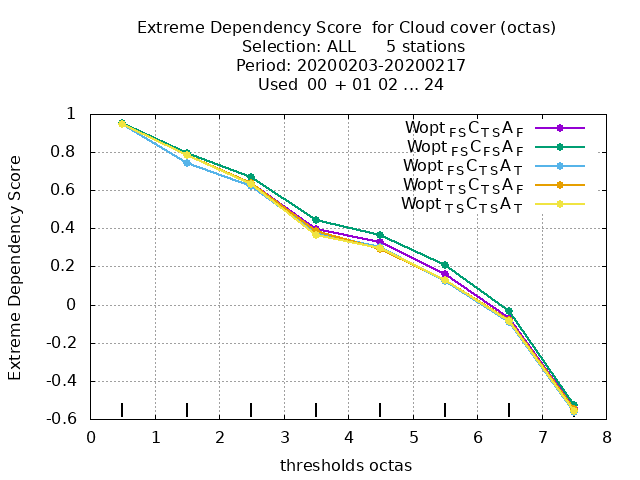 Extreme Dependency Score  for Cloud cover (octas)
Selection: ALL      5 stations
Period: 20200203-20200217
Used  00 + 01 02 ... 24
Wopt FS C TS A F
Wopt FS C FS A F
Wopt FS C TS A T
Wopt TS C TS A F
Wopt TS C TS A T
Extreme Dependency Score
1
0.8
0.6
0.4
0.2
0
-0.2
-0.4
-0.6
0 1 2 3 4 5 6 7 8
thresholds octas